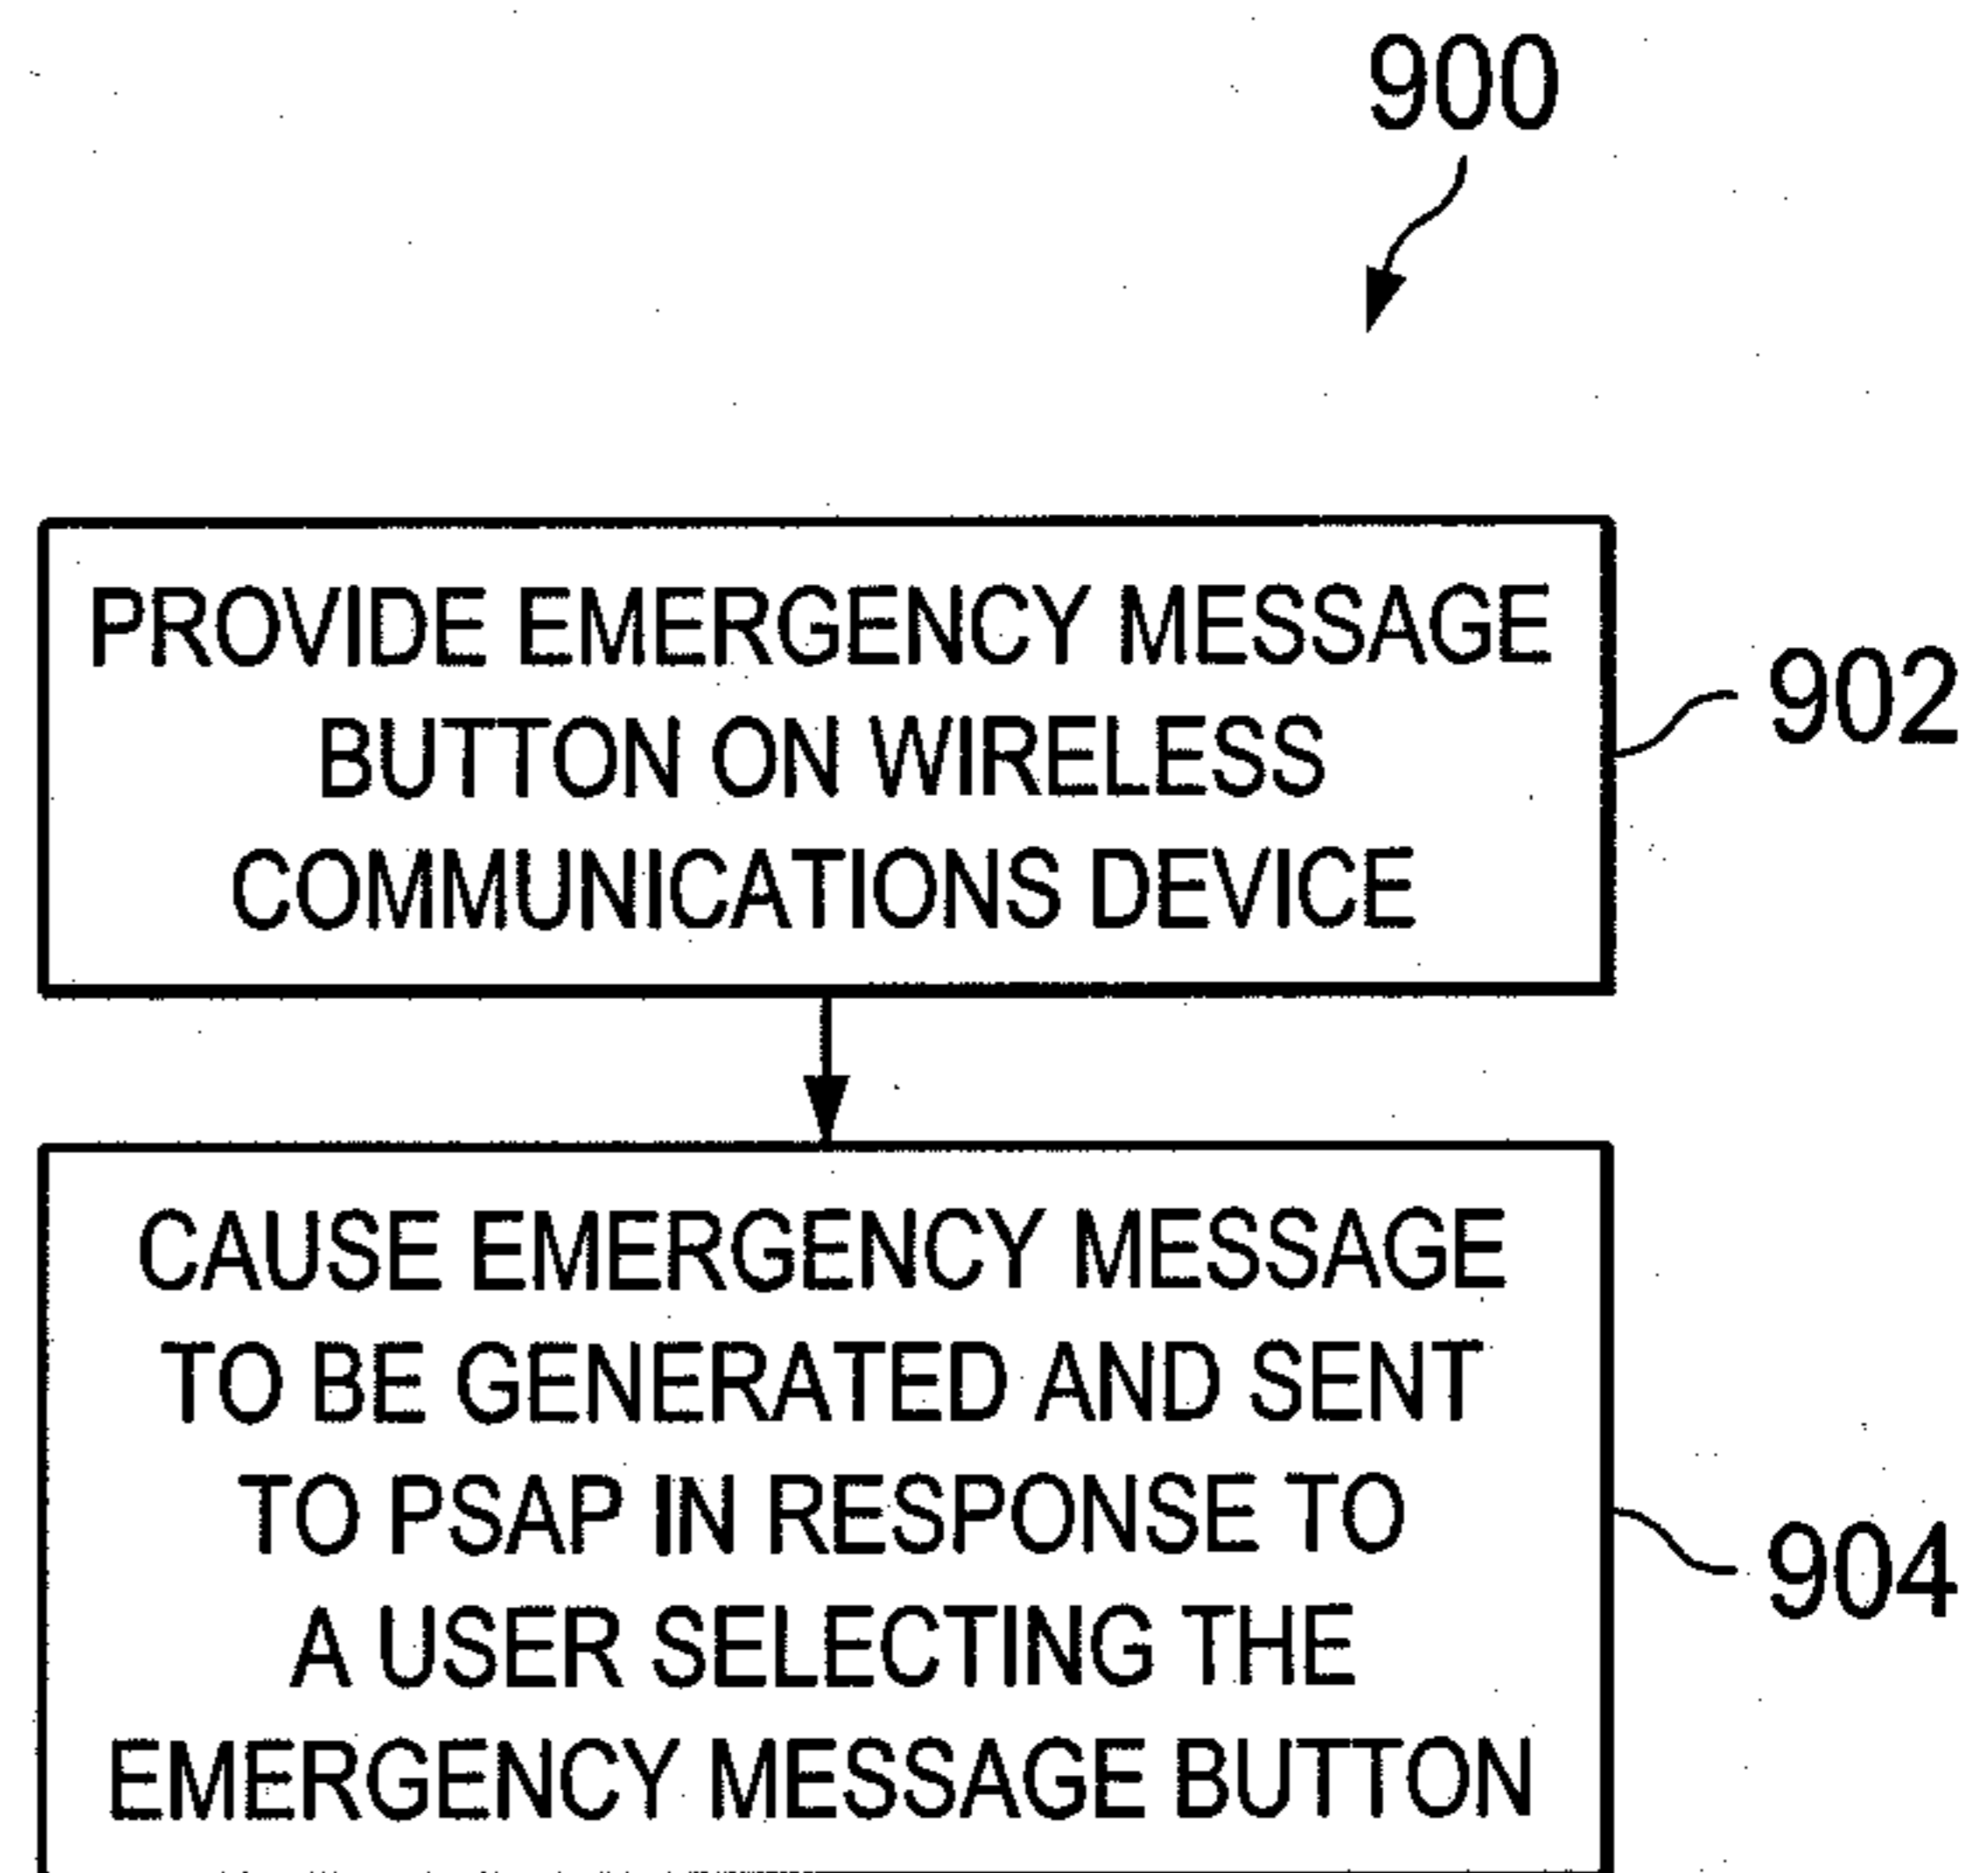 900
PROVIDE EMERGENCY MESSAGE
BUTTON ON WIRELESS
COMMUNICATIONS DEVICE
902
CAUSE EMERGENCY MESSAGE
TO BE GENERATED AND SENT
TO PSAP IN RESPONSE TO
A USER SELECTING THE
EMERGENCY MESSAGE BUTTON
904